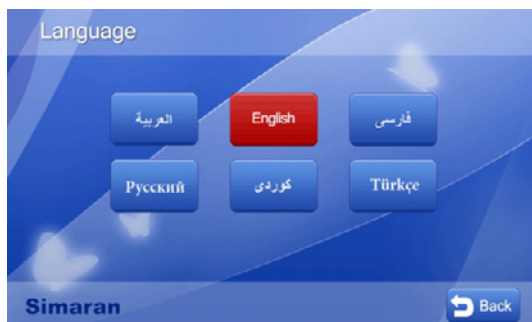 Language
العربية
English
فارسی
Русский
کوردی
Türkçe
Simaran
Back